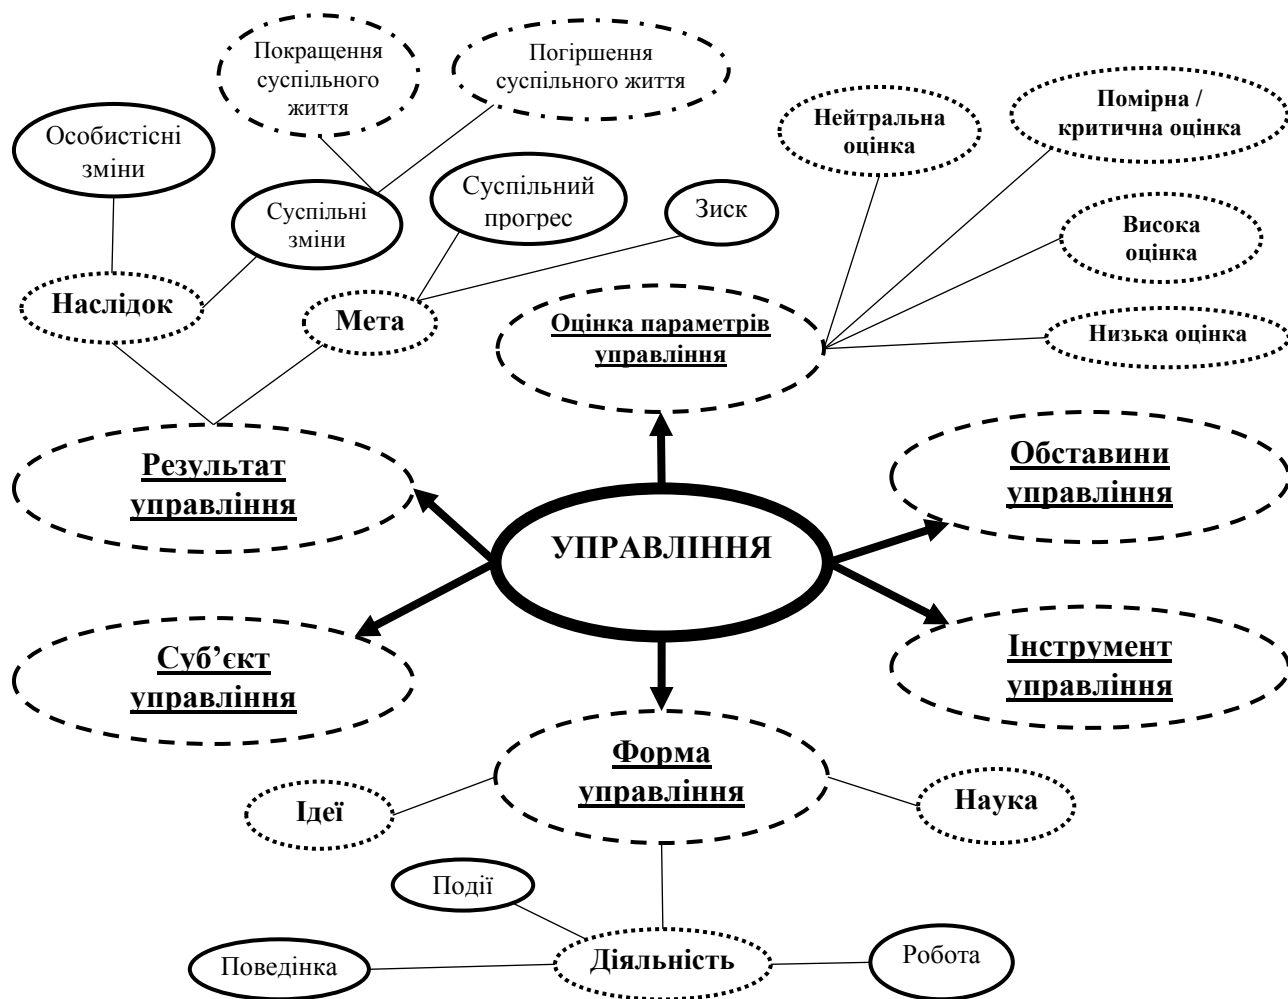 Покращення
суспільного
життя
Погіршення
суспільного життя
Особистісні
зміни
Суспільні
зміни
Суспільний
прогрес
Зиск
Нейтральна
оцінка
Помірна /
критична оцінка
Висока
оцінка
Низька оцінка
Наслідок
Мета
Оцінка параметрів
управління
Результат
управління
Обставини
управління
УПРАВЛІННЯ
Суб’єкт
управління
Інструмент
управління
Форма
управління
Ідеї
Наука
Події
Поведінка
Діяльність
Робота